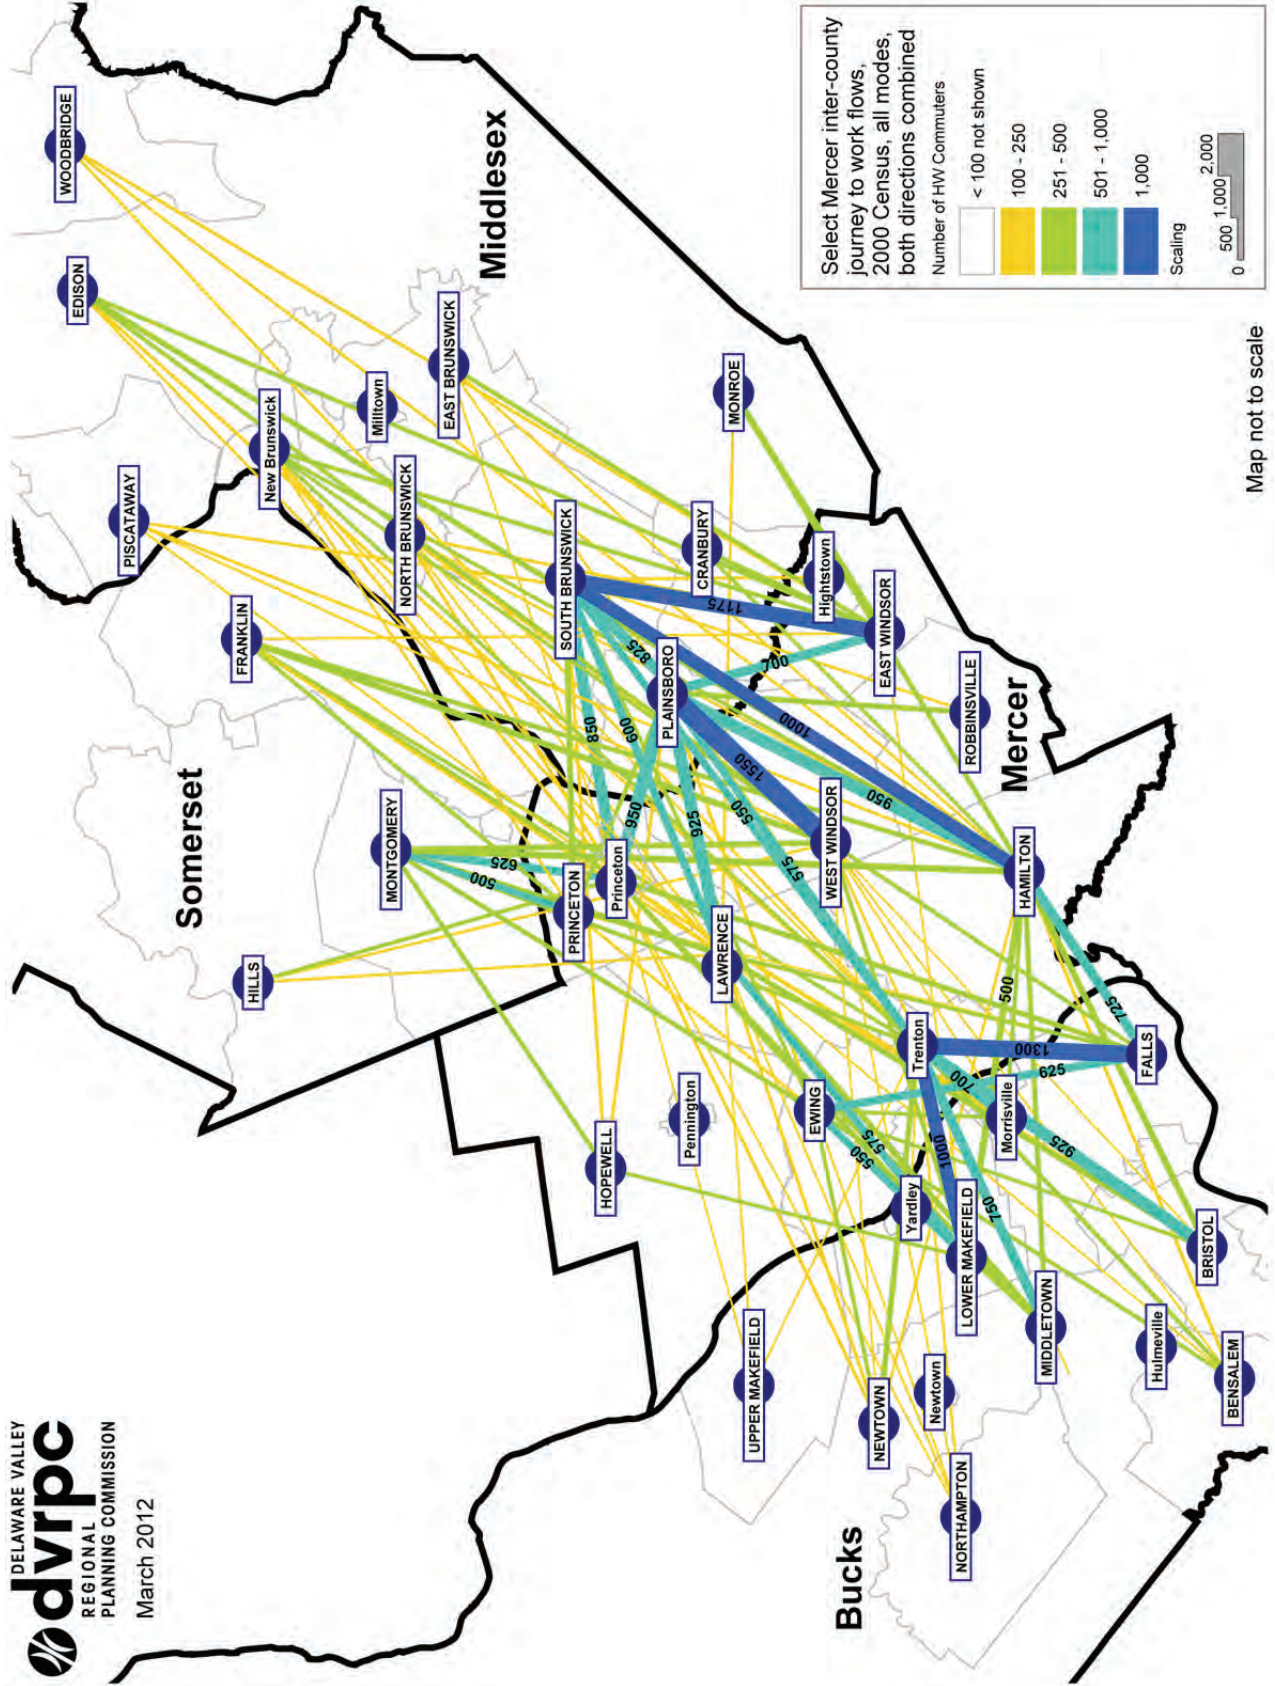 DELAWARE VALLEY
dvrpc
REGIONAL
PLANNING COMMISSION
March 2012
Somerset
Middlesex
Mercer
Bucks
WOODBRIDGE
EDISON
PISCATAWAY
New Brunswick
Milltown
EAST BRUNSWICK
NORTH BRUNSWICK
FRANKLIN
MONROE
SOUTH BRUNSWICK
CRANBURY
Hightstown
PLAINSBORO
EAST WINDSOR
ROBBINSVILLE
MONTGOMERY
HILLS
PRINCETON
Princeton
WEST WINDSOR
LAWRENCE
HAMILTON
HOPEWELL
Pennington
EWING
Trenton
Morrisville
FALLS
Yardley
LOWER MAKEFIELD
UPPER MAKEFIELD
NEWTOWN
Newtown
MIDDLETOWN
BRISTOL
Hulmeville
BENSALEM
NORTHAMPTON
1175
825
700
850
600
1000
1550
950
950
925
550
575
625
500
500
725
1300
625
700
925
575
550
1000
750
Select Mercer inter-county
journey to work flows,
2000 Census, all modes,
both directions combined
Number of HW Commuters
< 100 not shown
100 - 250
251 - 500
501 - 1,000
1,000
Scaling
0 500 1,000 2,000
Map not to scale